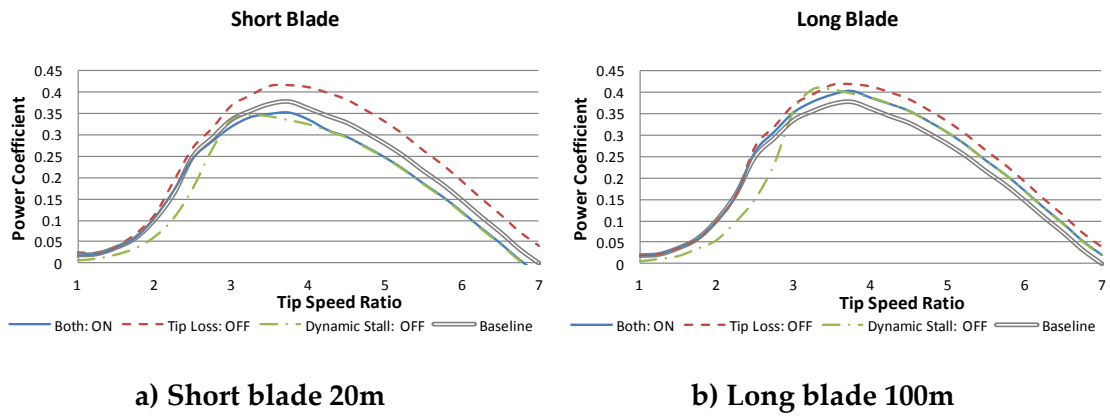 Short Blade
0.45
0.4
0.35
0.3
0.25
0.2
0.15
0.1
0.05
0
Power Coefficient
1 2 3 4 5 6 7
Tip Speed Ratio
Both: ON Tip Loss: OFF Dynamic Stall: OFF Baseline
a) Short blade 20m
Long Blade
0.45
0.4
0.35
0.3
0.25
0.2
0.15
0.1
0.05
0
Power Coefficient
1 2 3 4 5 6 7
Tip Speed Ratio
Both: ON Tip Loss: OFF Dynamic Stall: OFF Baseline
b) Long blade 100m